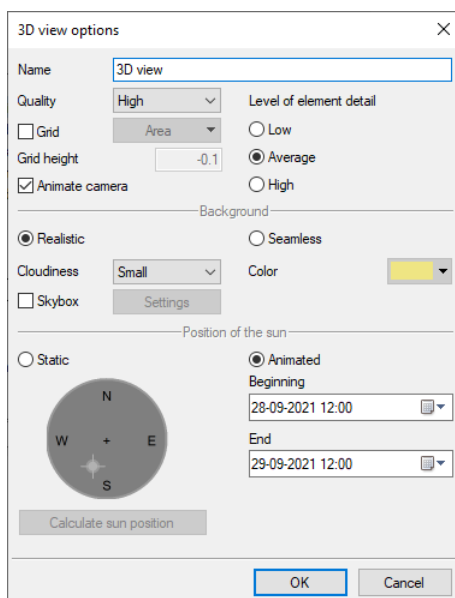 3D view options
Name 3D view
Quality High Level of element detail
Grid Area Low
Grid height -0.1 Average
Animate camera High
Background
Realistic Seamless
Cloudiness Small Color
Skybox Settings
Position of the sun
Static Animated
Beginning
N
28-09-2021 12:00
W + E End
29-09-2021 12:00
S
Calculate sun position
OK Cancel